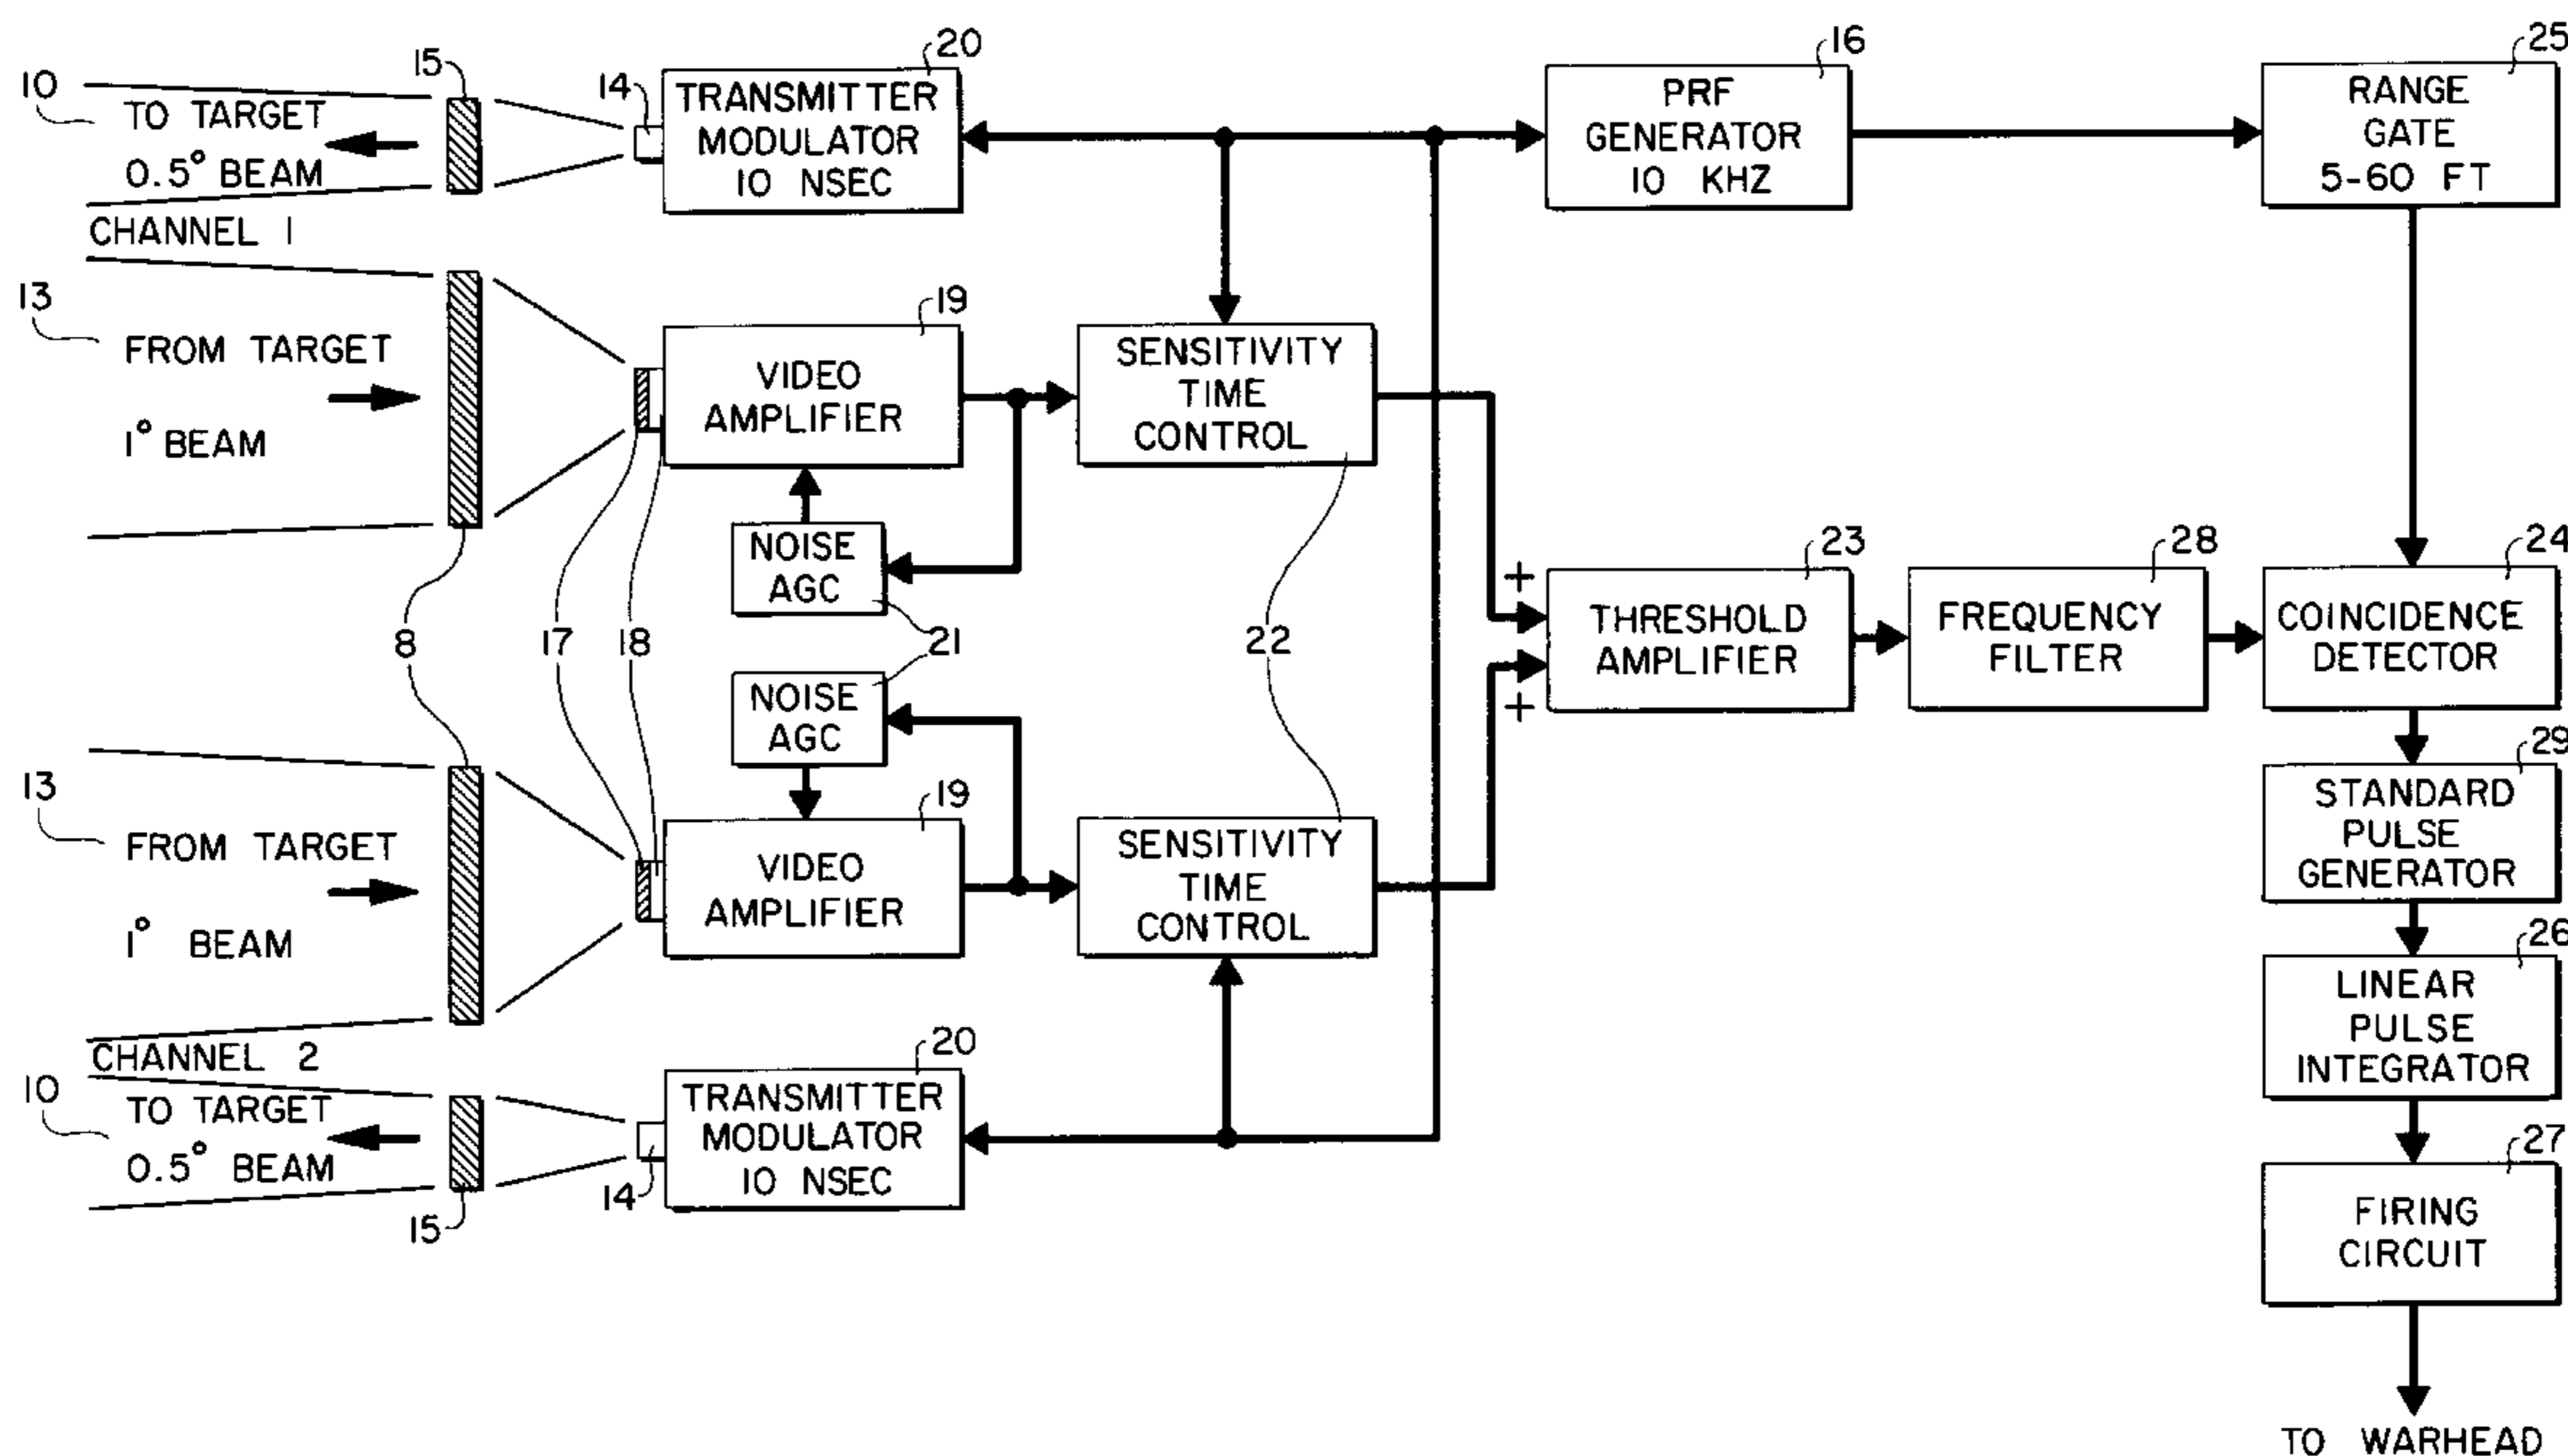 10
TO TARGET
0.5° BEAM
15
14
20
TRANSMITTER
MODULATOR
10 NSEC
16
PRF
GENERATOR
10 KHZ
25
RANGE
GATE
5-60 FT
CHANNEL 1
13
FROM TARGET
1° BEAM
19
VIDEO
AMPLIFIER
SENSITIVITY
TIME
CONTROL
NOISE
AGC
8
17
18
21
22
+
+
23
THRESHOLD
AMPLIFIER
28
FREQUENCY
FILTER
24
COINCIDENCE
DETECTOR
NOISE
AGC
13
FROM TARGET
1° BEAM
19
VIDEO
AMPLIFIER
SENSITIVITY
TIME
CONTROL
29
STANDARD
PULSE
GENERATOR
26
LINEAR
PULSE
INTEGRATOR
CHANNEL 2
10
TO TARGET
0.5° BEAM
15
14
20
TRANSMITTER
MODULATOR
10 NSEC
27
FIRING
CIRCUIT
TO WARHEAD